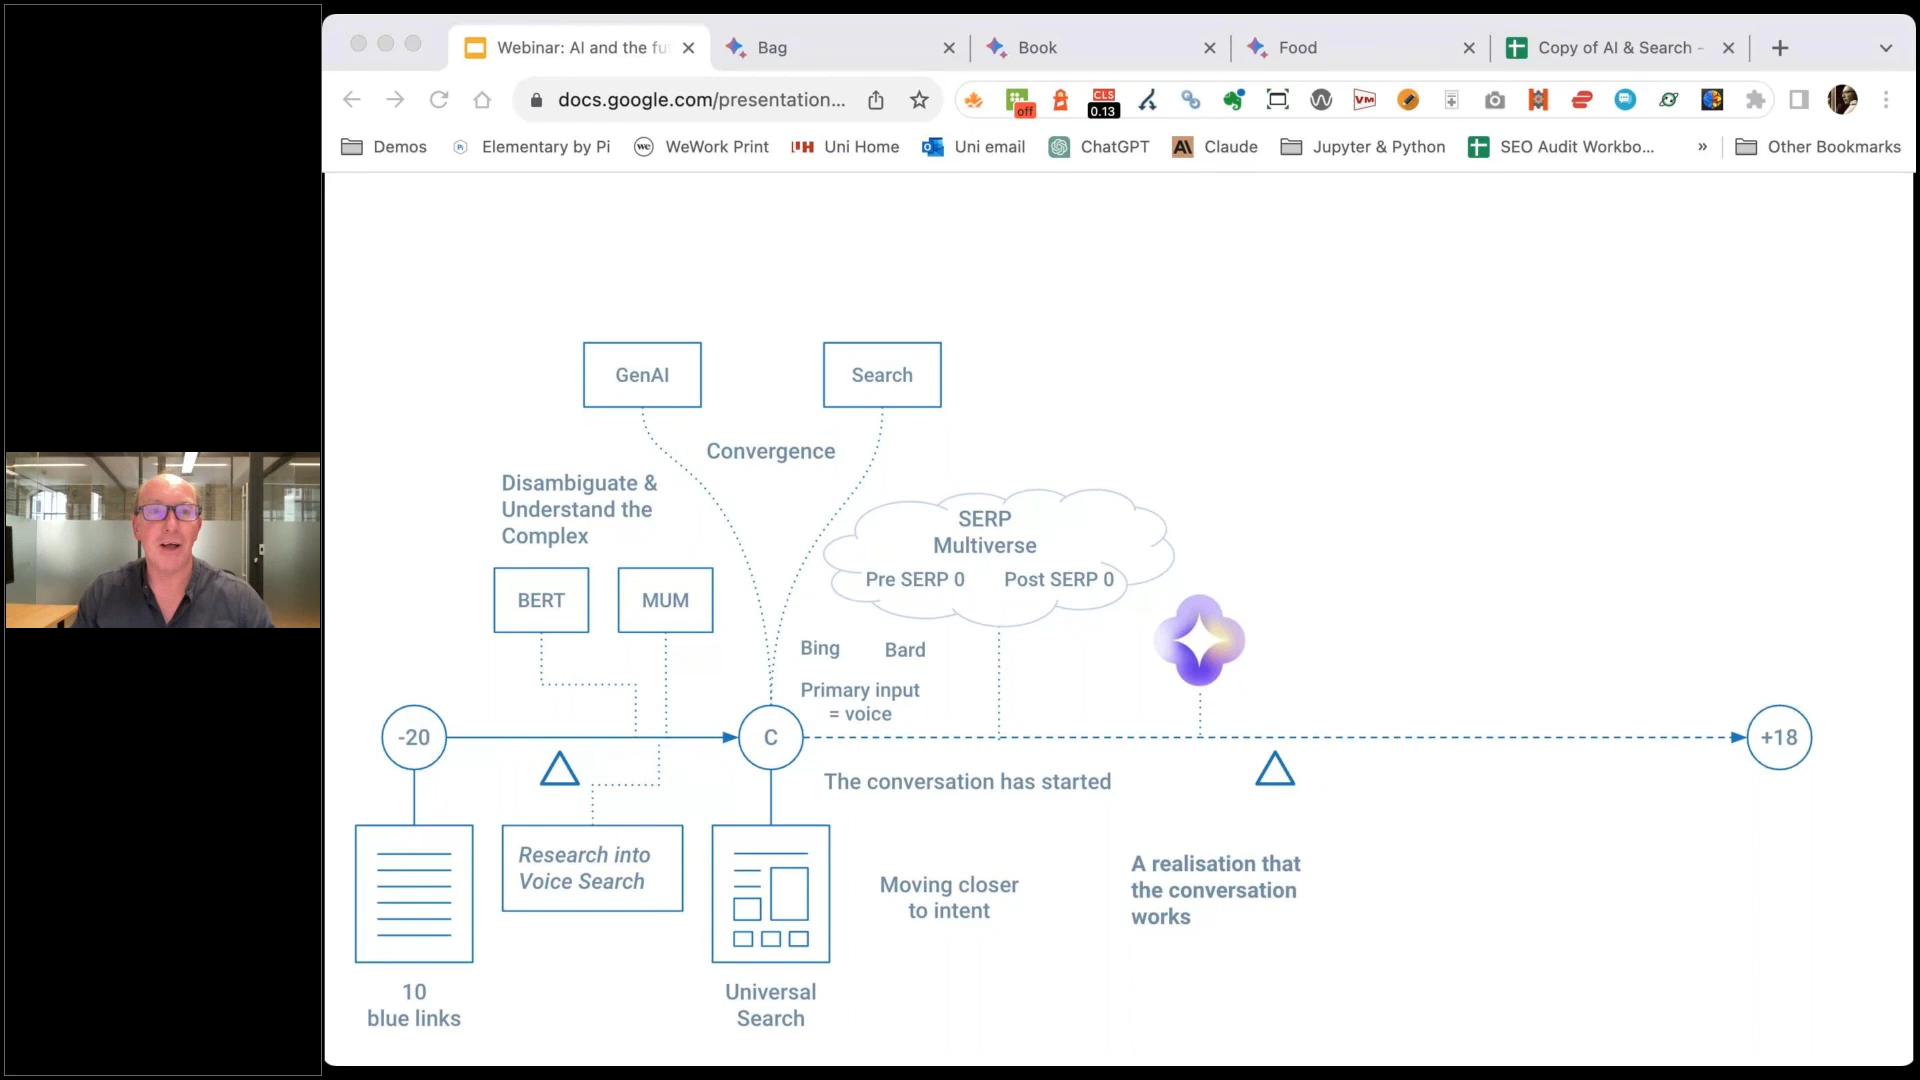 Webinar: AI and the fu
Bag
Book
Food
Copy of AI & Search -
docs.google.com/presentation...
off
CLS
0.13
VM
Demos
Elementary by Pi
WeWork Print
Uni Home
Uni email
ChatGPT
Claude
Jupyter & Python
SEO Audit Workbo...
»
Other Bookmarks
GenAI
Search
Convergence
Disambiguate &
Understand the
Complex
SERP
Multiverse
Pre SERP 0
Post SERP 0
BERT
MUM
Bing
Bard
Primary input
= voice
-20
C
+18
The conversation has started
Research into
Voice Search
Moving closer
to intent
A realisation that
the conversation
works
10
blue links
Universal
Search